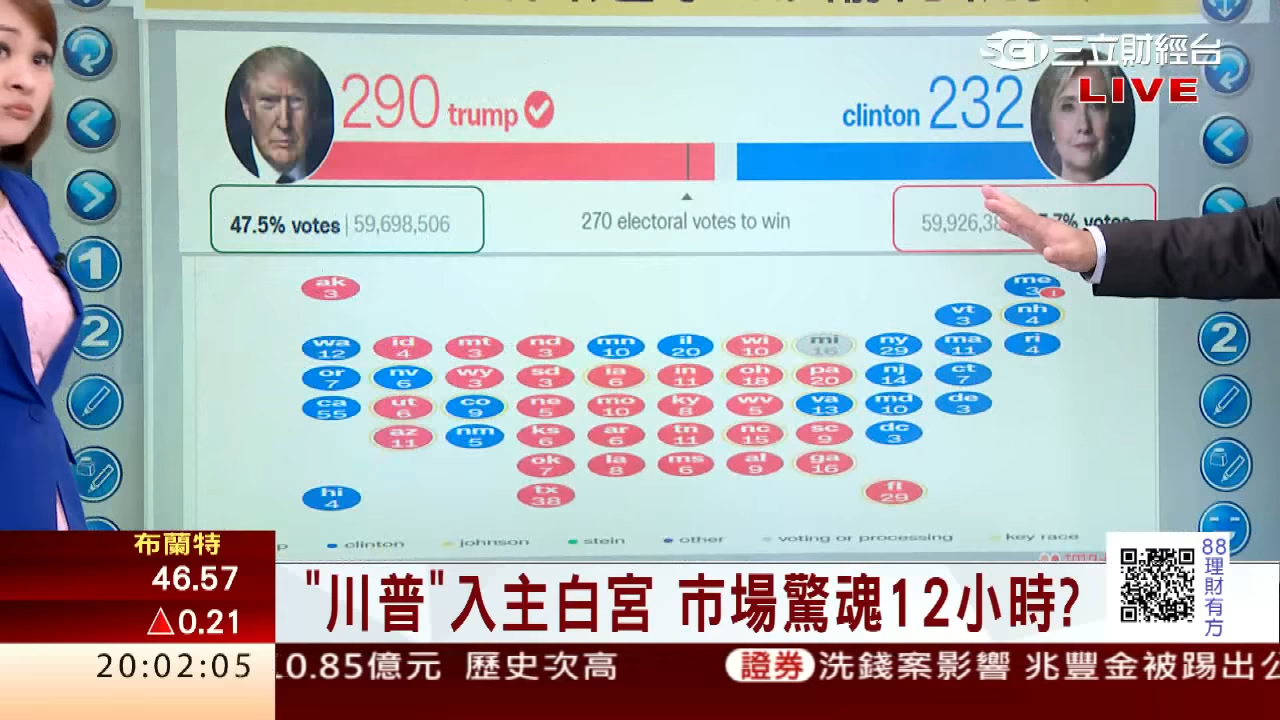 三立財經台
LIVE
290 trump
clinton 232
47.5% votes | 59,698,506
270 electoral votes to win
59,926,38
votes
ak 3
me 3
vt 3
nh 4
wa 12
id 4
mt 3
nd 3
mn 10
il 20
wi 10
mi 16
ny 29
ma 11
ri 4
or 7
nv 6
wy 3
sd 3
ia 6
in 11
oh 18
pa 20
nj 14
ct 7
ca 55
ut 6
co 9
ne 5
mo 10
ky 8
wv 5
va 13
md 10
de 3
az 11
nm 5
ks 6
ar 6
tn 11
nc 15
sc 9
dc 3
ok 7
la 8
ms 6
al 9
ga 16
hi 4
tx 38
fl 29
clinton
johnson
stein
other
voting or processing
key race
1
2
2
布蘭特
46.57
△0.21
"川普"入主白宮 市場驚魂12小時?
88理財有方
20:02:05
0.85億元 歷史次高
證券 洗錢案影響 兆豐金被踢出